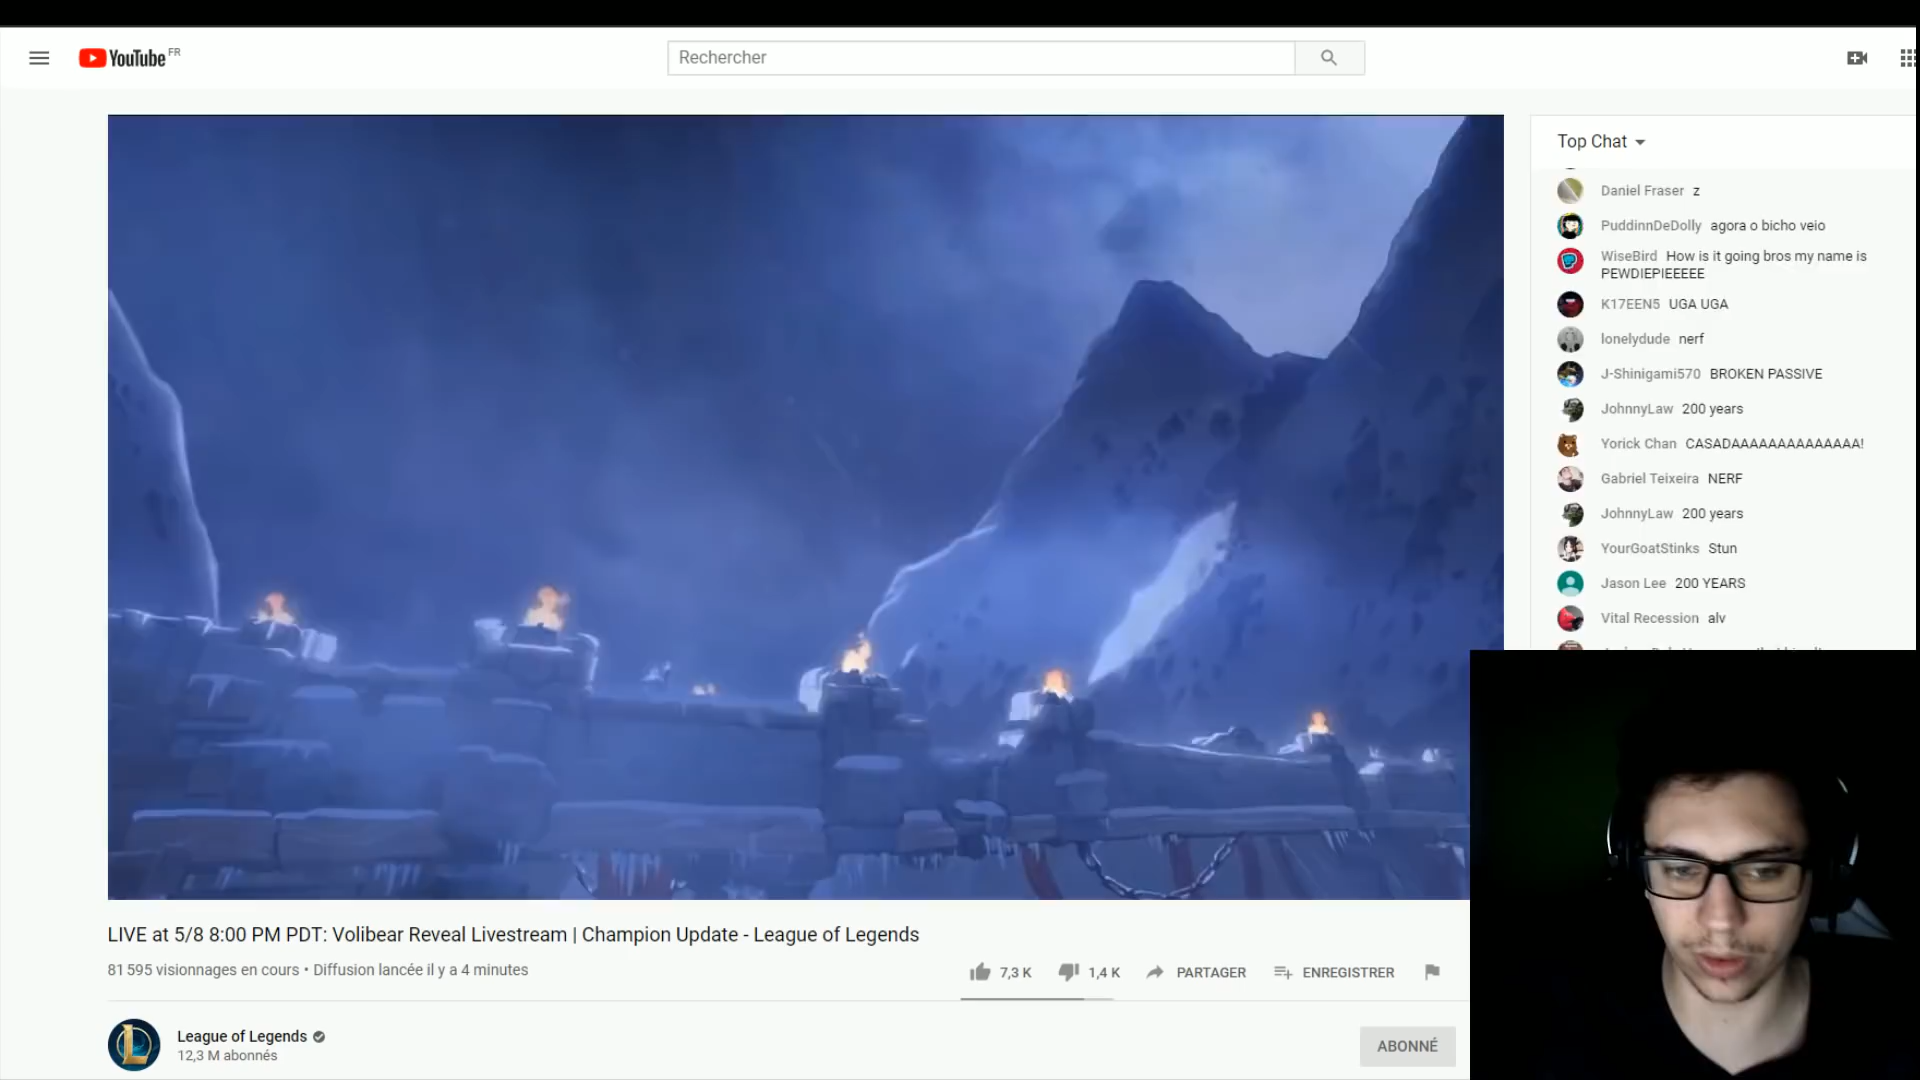 YouTube FR
Rechercher
Top Chat
Daniel Fraser z
PuddinnDeDolly agora o bicho veio
WiseBird How is it going bros my name is
PEWDIEPIEEEEE
K17EEN5 UGA UGA
lonelydude nerf
J-Shinigami570 BROKEN PASSIVE
JohnnyLaw 200 years
Yorick Chan CASADAAAAAAAAAAAAAA!
Gabriel Teixeira NERF
JohnnyLaw 200 years
YourGoatStinks Stun
Jason Lee 200 YEARS
Vital Recession alv
LIVE at 5/8 8:00 PM PDT: Volibear Reveal Livestream | Champion Update - League of Legends
81 595 visionnages en cours • Diffusion lancée il y a 4 minutes
7,3 K 1,4 K PARTAGER ENREGISTRER
League of Legends
12,3 M abonnés
ABONNÉ